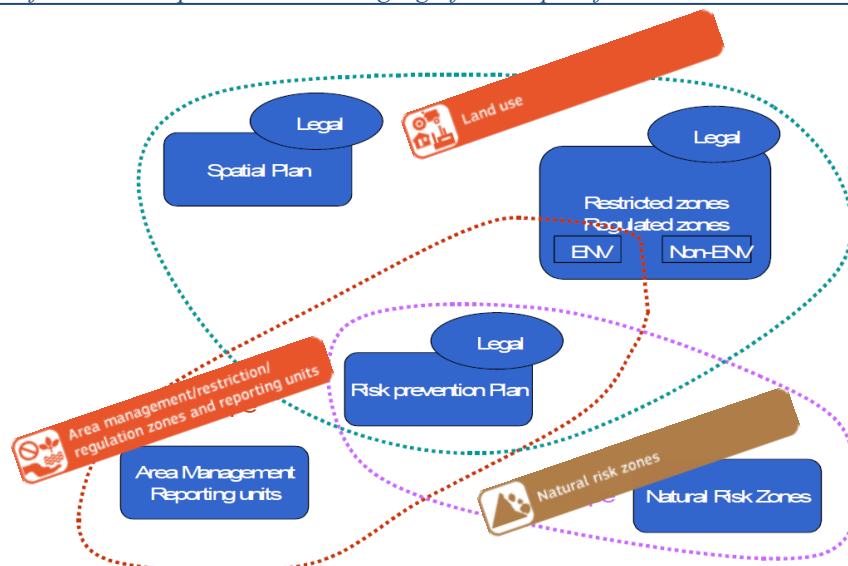 Land use
Legal
Spatial Plan
Legal
Restricted zones
Regulated zones
ENV
Non-ENV
Legal
Risk prevention Plan
Area management/restriction/
regulation zones and reporting units
Area Management
Reporting units
Natural risk zones
Natural Risk Zones